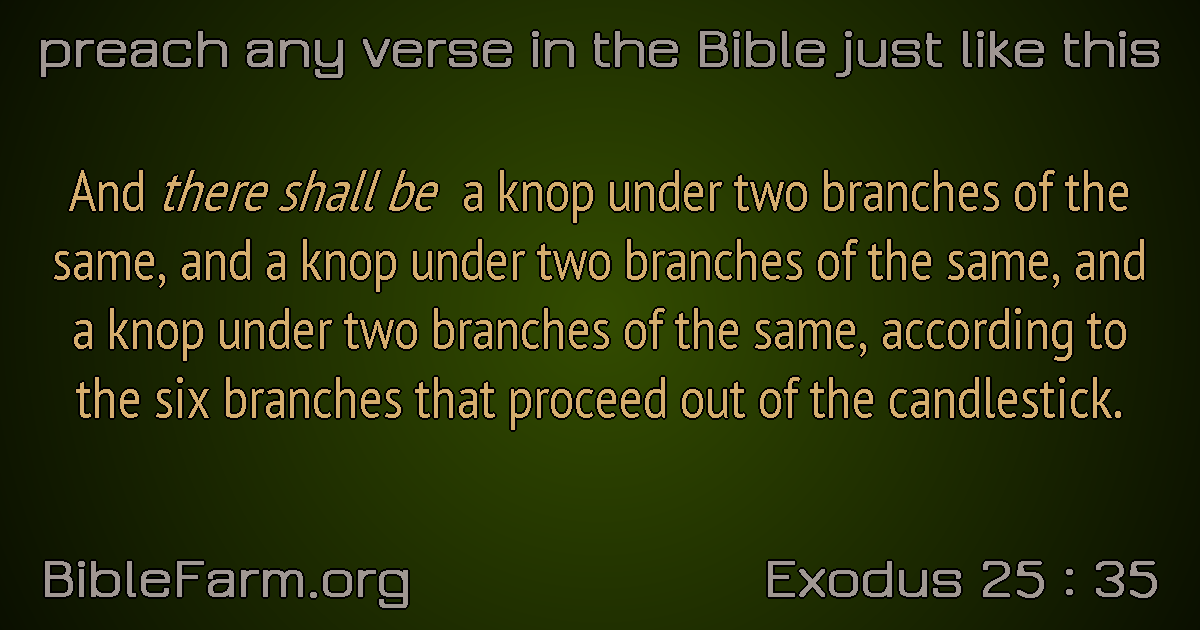 preach any verse in the Bible just like this
And there shall be a knop under two branches of the
same, and a knop under two branches of the same, and
a knop under two branches of the same, according to
the six branches that proceed out of the candlestick.
BibleFarm.org
Exodus 25 : 35